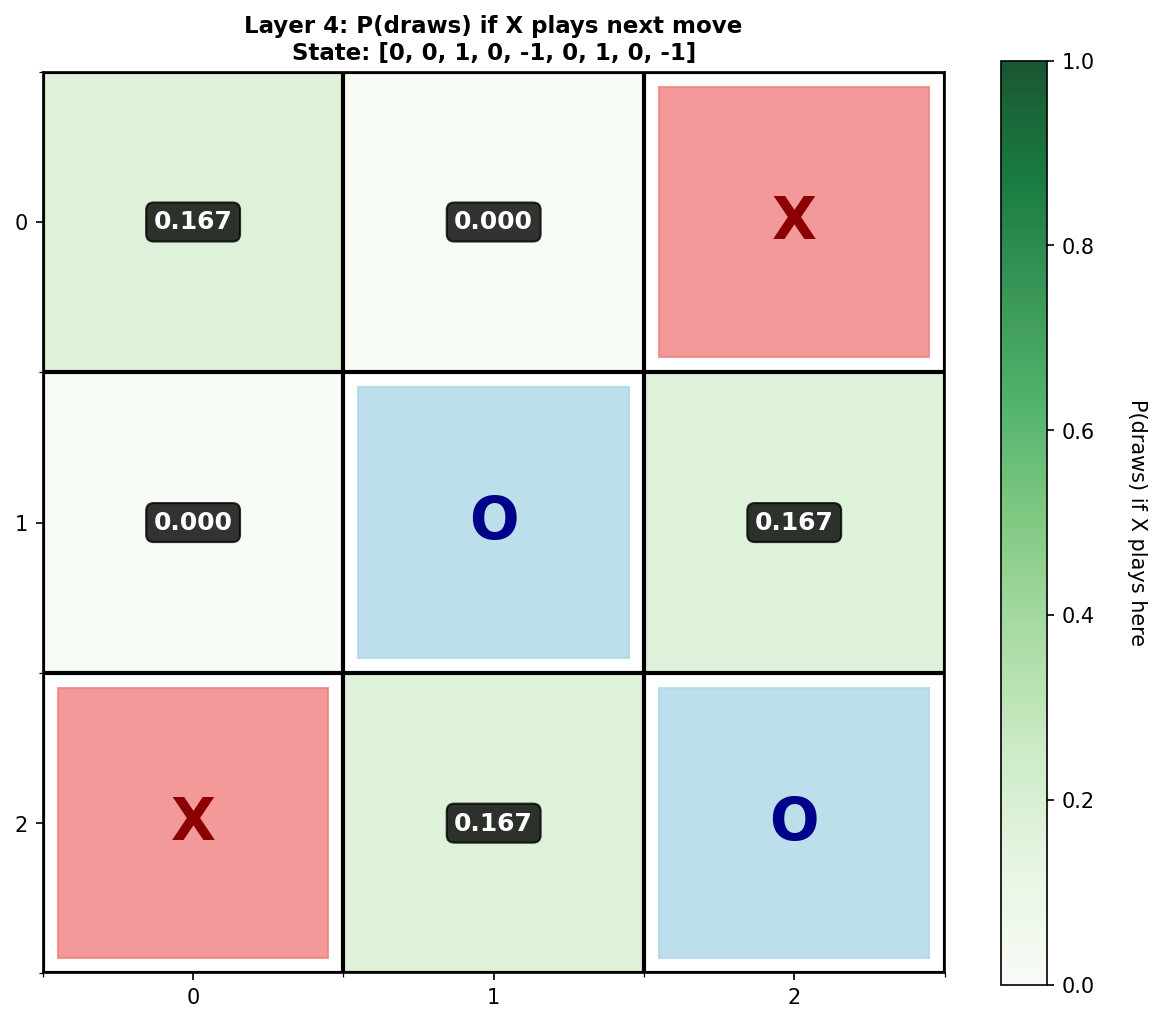 Layer 4: P(draws) if X plays next move
State: [0, 0, 1, 0, -1, 0, 1, 0, -1]
0
0.167
0.000
X
1
0.000
O
0.167
2
X
0.167
O
0
1
2
1.0
0.8
0.6
0.4
0.2
0.0
P(draws) if X plays here